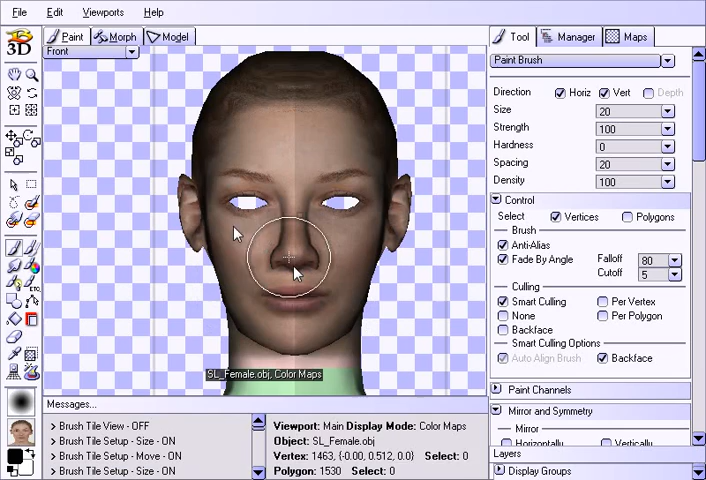 File Edit Viewports Help
3D Paint Morph Model Tool Manager Maps
Front
Paint Brush
Direction Horiz Vert Depth
Size 20
Strength 100
Hardness 0
Spacing 20
Density 100
Control
Select Vertices Polygons
Brush
Anti-Alias
Fade By Angle Falloff 80
Cutoff 5
Culling
Smart Culling Per Vertex
None Per Polygon
Backface
Smart Culling Options
Auto Align Brush Backface
SL_Female.obj, Color Maps
Paint Channels
Messages...
Mirror and Symmetry
Mirror
Horizontally Vertically
> Brush Tile View - OFF
> Brush Tile Setup - Size - ON
> Brush Tile Setup - Move - ON
> Brush Tile Setup - Size - ON
Viewport: Main Display Mode: Color Maps
Object: SL_Female.obj
Vertex: 1463, {-0.00, 0.512, 0.0} Select: 0
Polygon: 1530 Select: 0
Layers
Display Groups